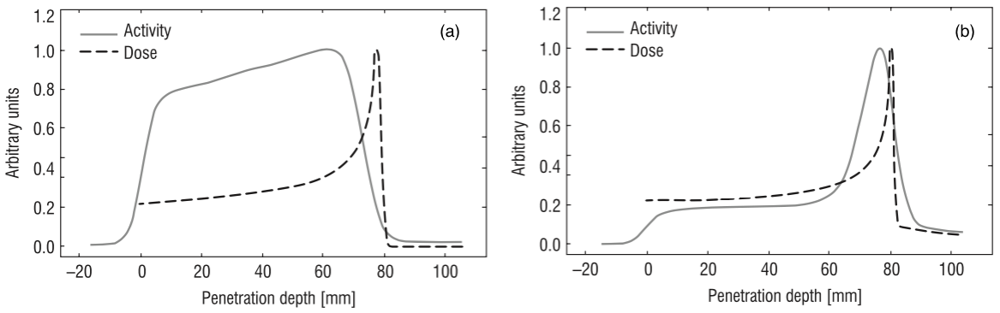 1.2
1.0
0.8
0.6
0.4
0.2
0.0
Arbitrary units
Activity
Dose
(a)
–20 0 20 40 60 80 100
Penetration depth [mm]
1.2
1.0
0.8
0.6
0.4
0.2
0.0
Arbitrary units
Activity
Dose
(b)
–20 0 20 40 60 80 100
Penetration depth [mm]